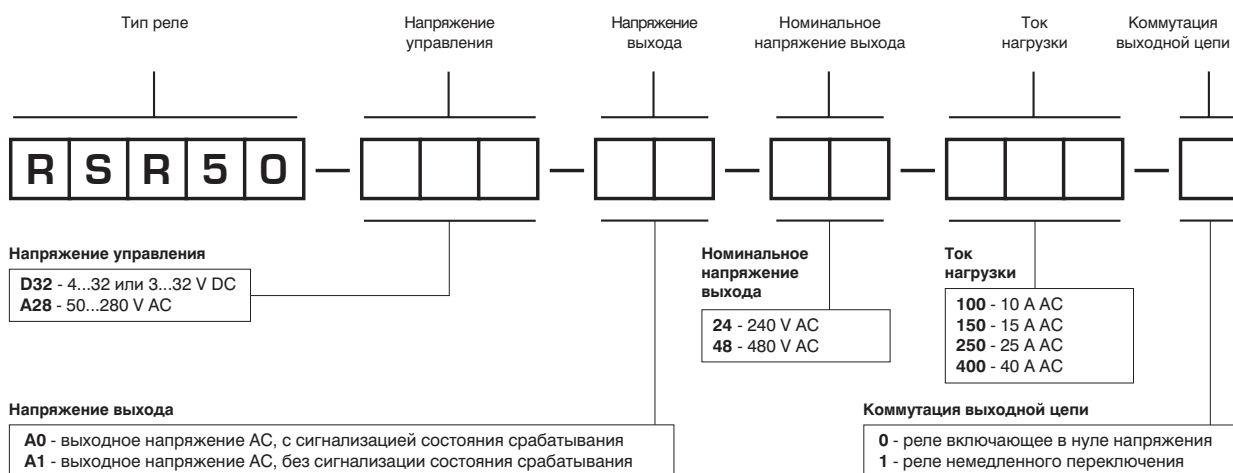 Тип реле
Напряжение
управления
Напряжение
выхода
Номинальное
напряжение выхода
Ток
нагрузки
Коммутация
выходной цепи
R S R 5 0 — — — — —
Напряжение управления
D32 - 4...32 или 3...32 V DC
A28 - 50...280 V AC
Номинальное
напряжение
выхода
24 - 240 V AC
48 - 480 V AC
Ток
нагрузки
100 - 10 A AC
150 - 15 A AC
250 - 25 A AC
400 - 40 A AC
Напряжение выхода
A0 - выходное напряжение AC, с сигнализацией состояния срабатывания
A1 - выходное напряжение AC, без сигнализации состояния срабатывания
Коммутация выходной цепи
0 - реле включающее в нуле напряжения
1 - реле немедленного переключения